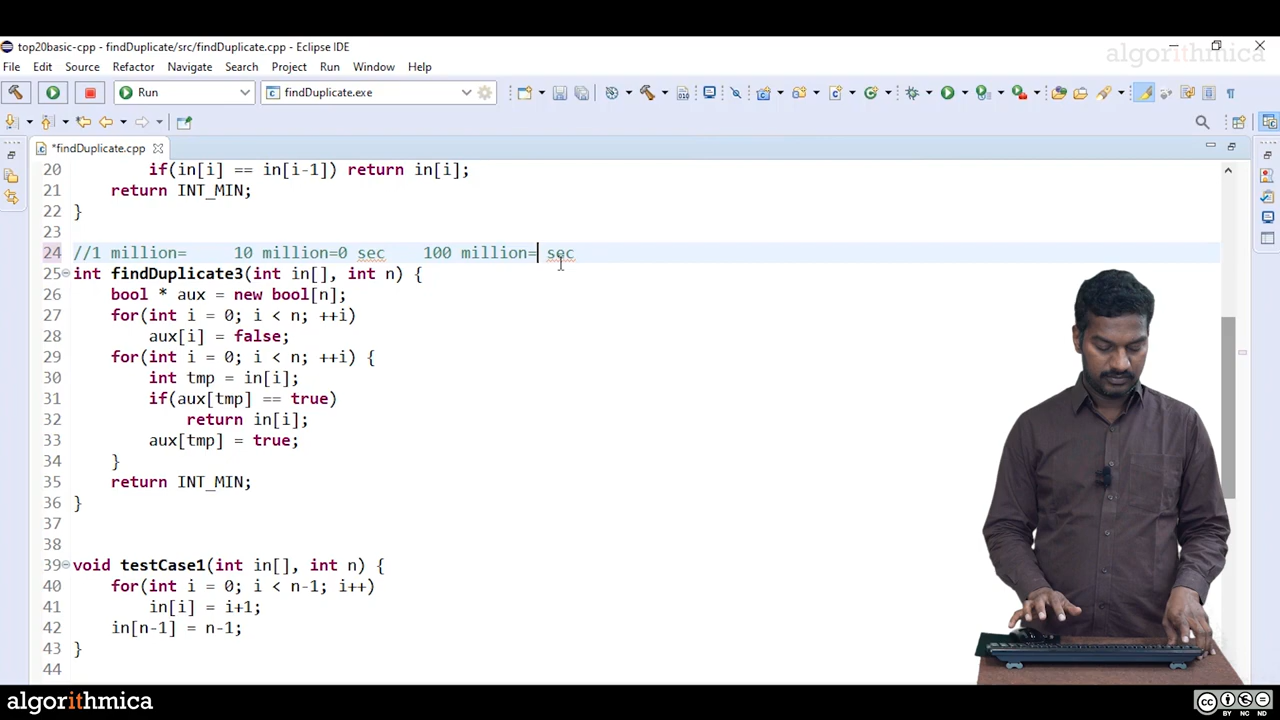 top20basic-cpp - findDuplicate/src/findDuplicate.cpp - Eclipse IDE
algorithmica
File Edit Source Refactor Navigate Search Project Run Window Help
Run findDuplicate.exe
*findDuplicate.cpp
20 if(in[i] == in[i-1]) return in[i];
21 return INT_MIN;
22 }
23
24 //1 million= 10 million=0 sec 100 million= sec
25 int findDuplicate3(int in[], int n) {
26 bool * aux = new bool[n];
27 for(int i = 0; i < n; ++i)
28 aux[i] = false;
29 for(int i = 0; i < n; ++i) {
30 int tmp = in[i];
31 if(aux[tmp] == true)
32 return in[i];
33 aux[tmp] = true;
34 }
35 return INT_MIN;
36 }
37
38
39 void testCase1(int in[], int n) {
40 for(int i = 0; i < n-1; i++)
41 in[i] = i+1;
42 in[n-1] = n-1;
43 }
44
algorithmica
cc BY NC ND